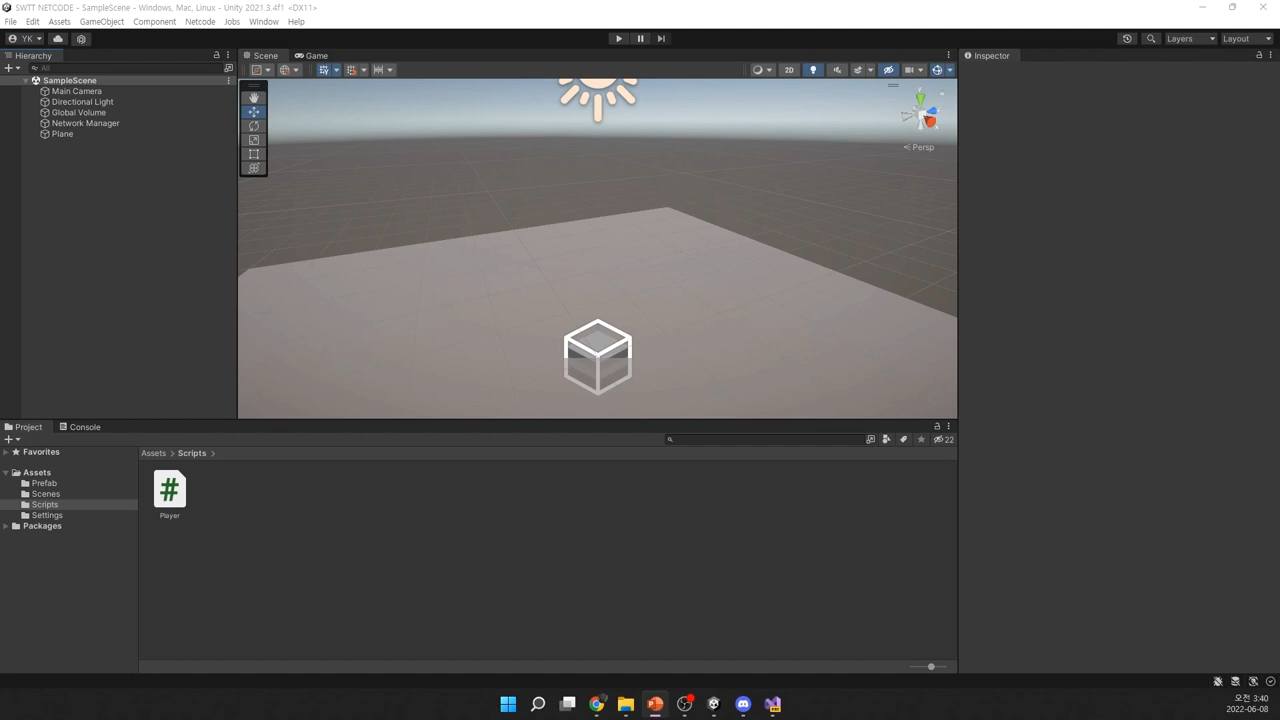 SWTT NETCODE - SampleScene - Windows, Mac, Linux - Unity 2021.3.4f1 <DX11>
File Edit Assets GameObject Component Netcode Jobs Window Help
YK Layers Layout
Hierarchy
All
SampleScene
Main Camera
Directional Light
Global Volume
Network Manager
Plane
Scene Game
2D
Persp
Inspector
Project Console
22
Favorites
Assets
Prefab
Scenes
Scripts
Settings
Packages
Assets > Scripts >
#
Player
오전 3:40
2022-06-08